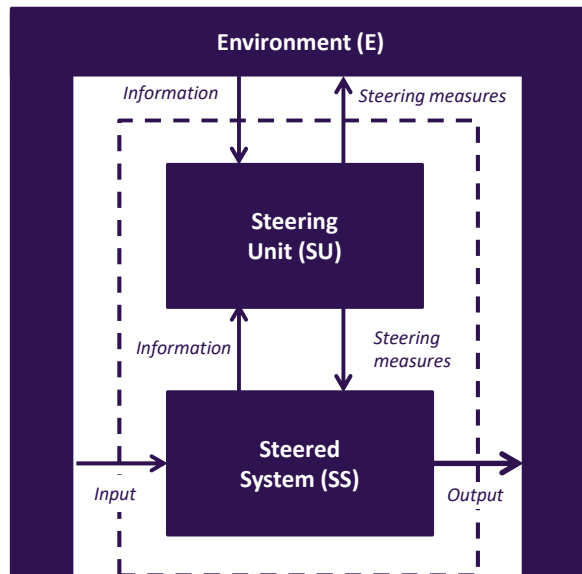 Environment (E)
Information
Steering measures
Steering
Unit (SU)
Information
Steering
measures
Steered
System (SS)
Input
Output